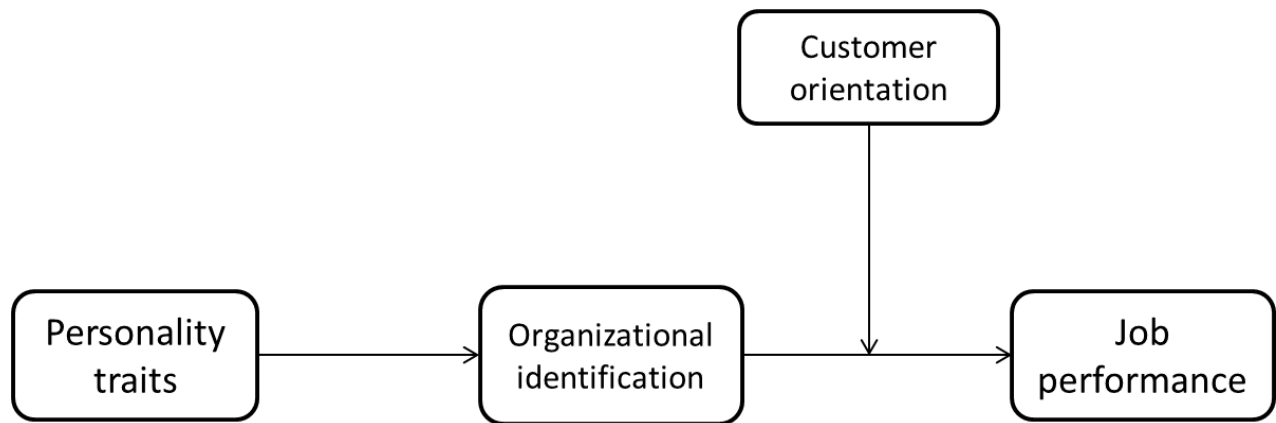 Customer
orientation
Personality
traits
Organizational
identification
Job
performance